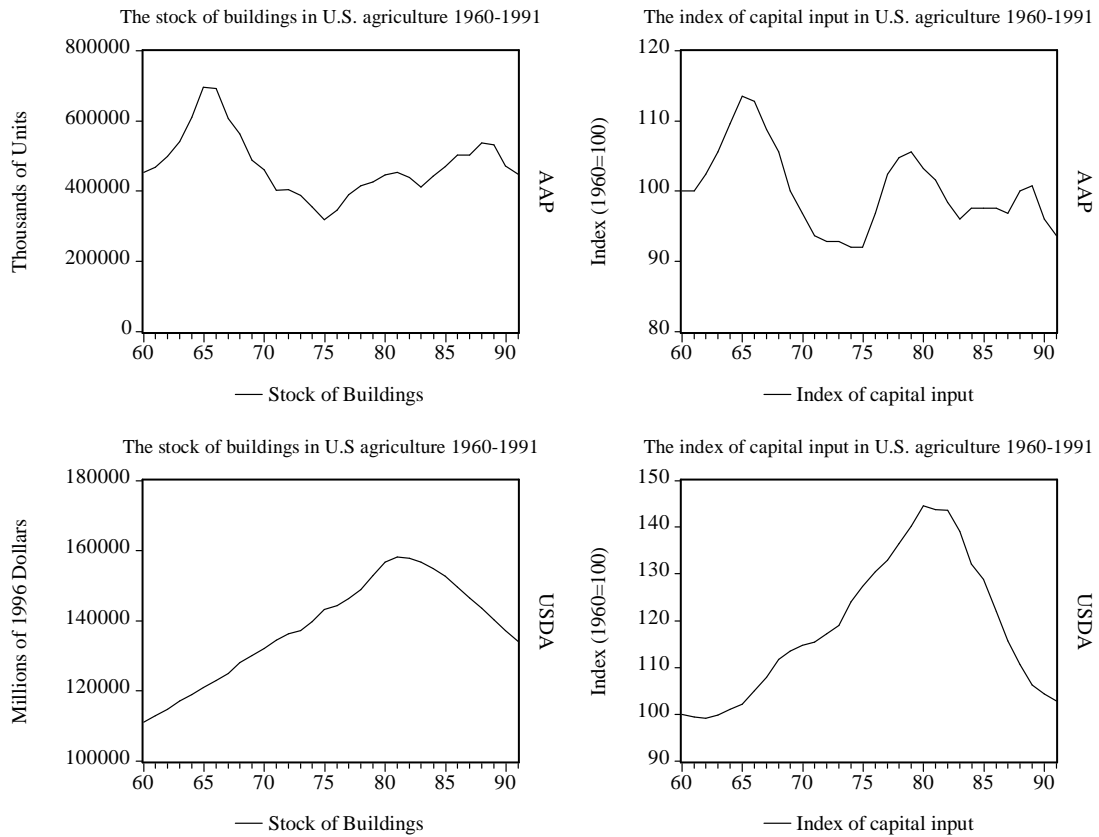 The stock of buildings in U.S. agriculture 1960-1991
Thousands of Units
800000
600000
400000
200000
0
60 65 70 75 80 85 90
AAP
Stock of Buildings
The index of capital input in U.S. agriculture 1960-1991
Index (1960=100)
120
110
100
90
80
60 65 70 75 80 85 90
AAP
Index of capital input
The stock of buildings in U.S agriculture 1960-1991
Millions of 1996 Dollars
180000
160000
140000
120000
100000
60 65 70 75 80 85 90
USDA
Stock of Buildings
The index of capital input in U.S. agriculture 1960-1991
Index (1960=100)
150
140
130
120
110
100
90
60 65 70 75 80 85 90
USDA
Index of capital input